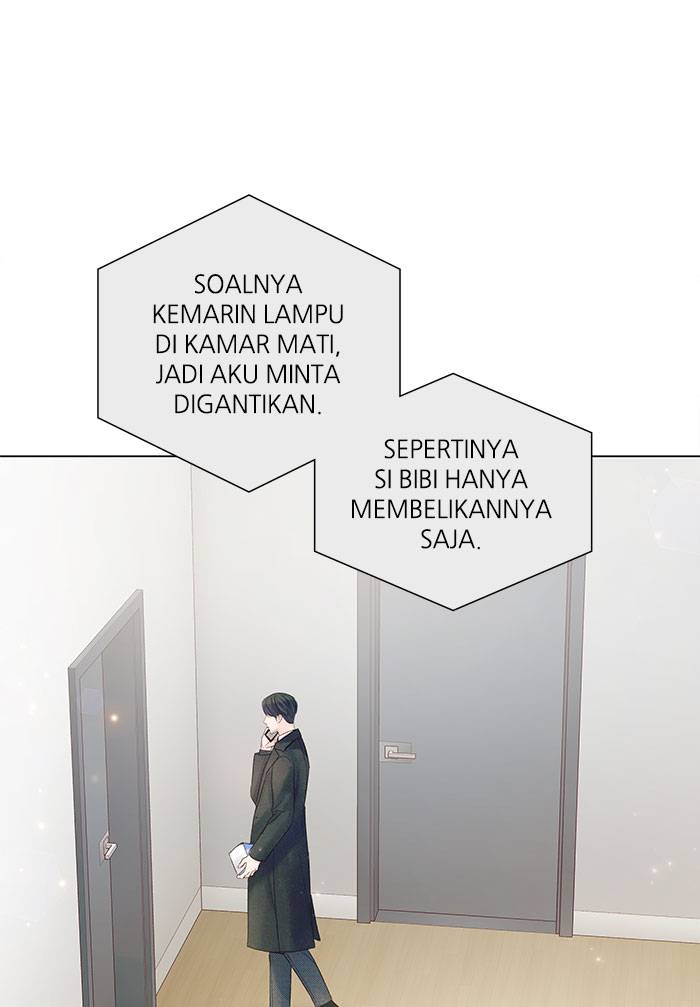 SOALNYA
KEMARIN LAMPU
DI KAMAR MATI,
JADI AKU MINTA
DIGANTIKAN.
SEPERTINYA
SI BIBI HANYA
MEMBELIKANNYA
SAJA.